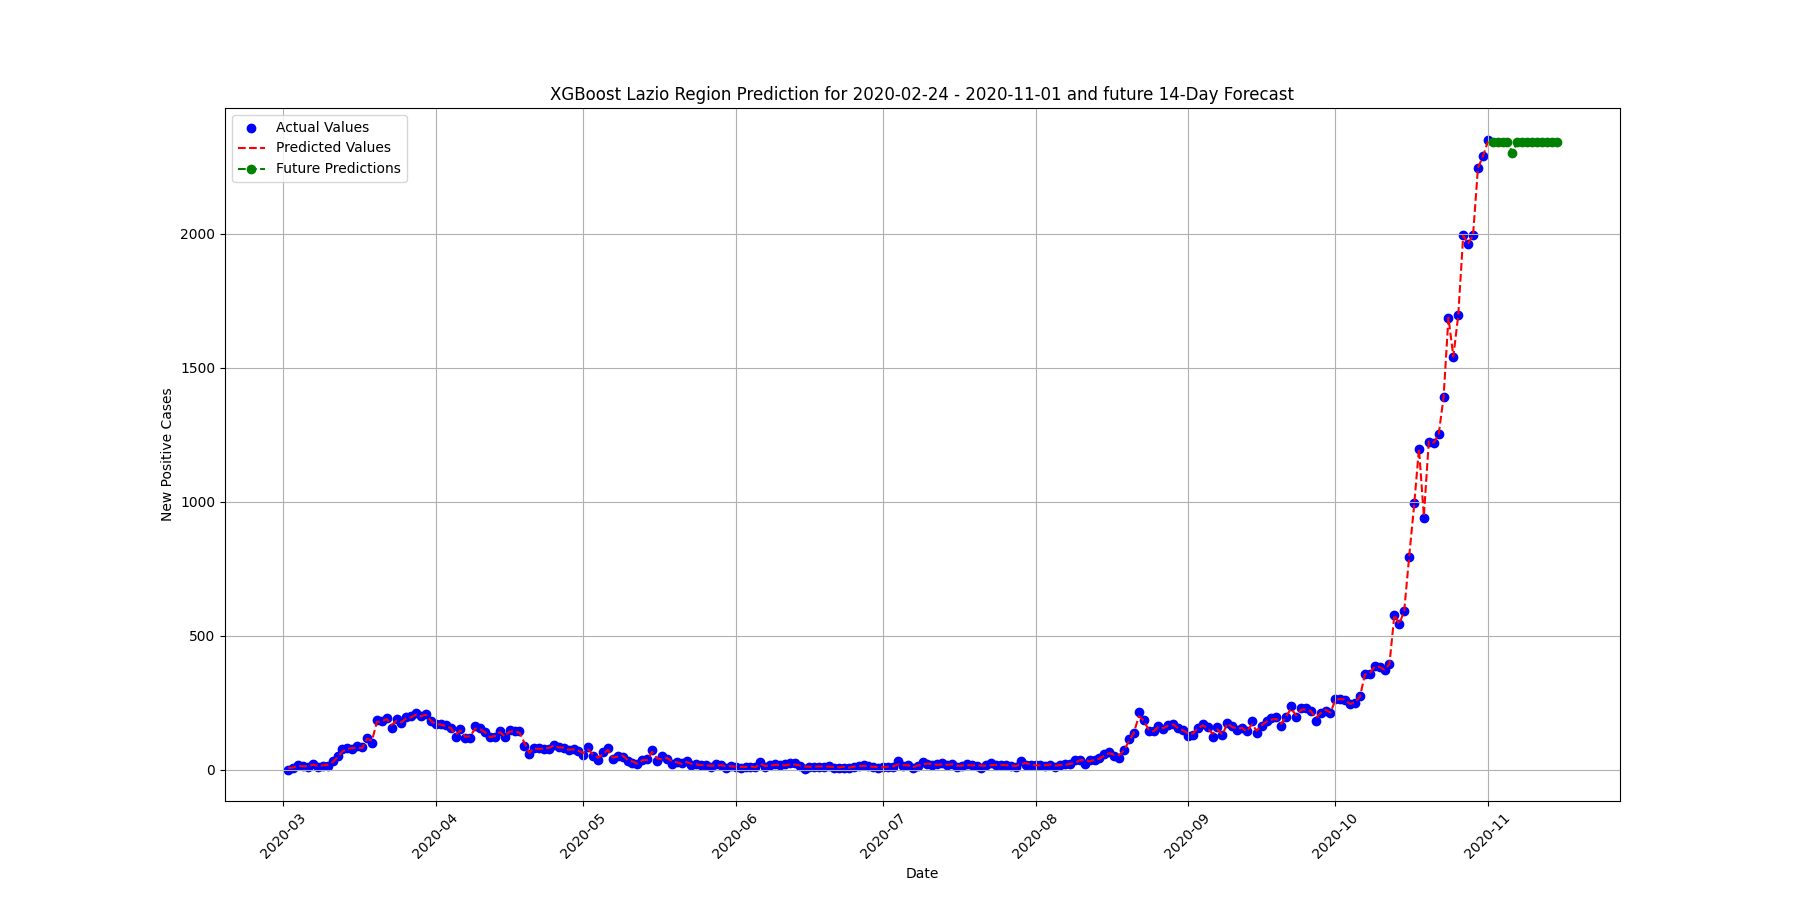 XGBoost Lazio Region Prediction for 2020-02-24 - 2020-11-01 and future 14-Day Forecast
Actual Values
Predicted Values
Future Predictions
New Positive Cases
2000
1500
1000
500
0
2020-03
2020-04
2020-05
2020-06
2020-07
2020-08
2020-09
2020-10
2020-11
Date